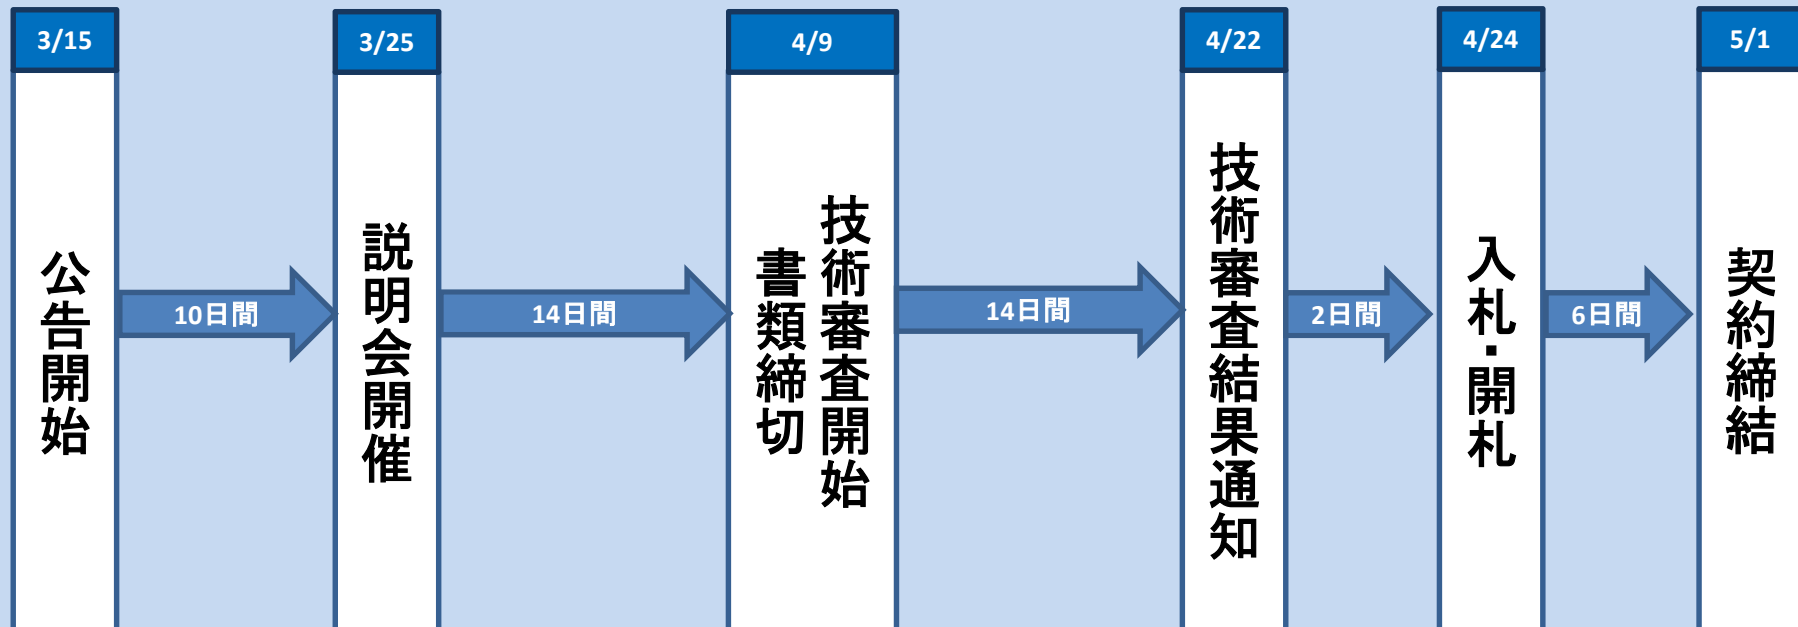 3/15
公告開始
10日間
3/25
説明会開催
14日間
4/9
技術審査開始
書類締切
14日間
4/22
技術審査結果通知
2日間
4/24
入札・開札
6日間
5/1
契約締結